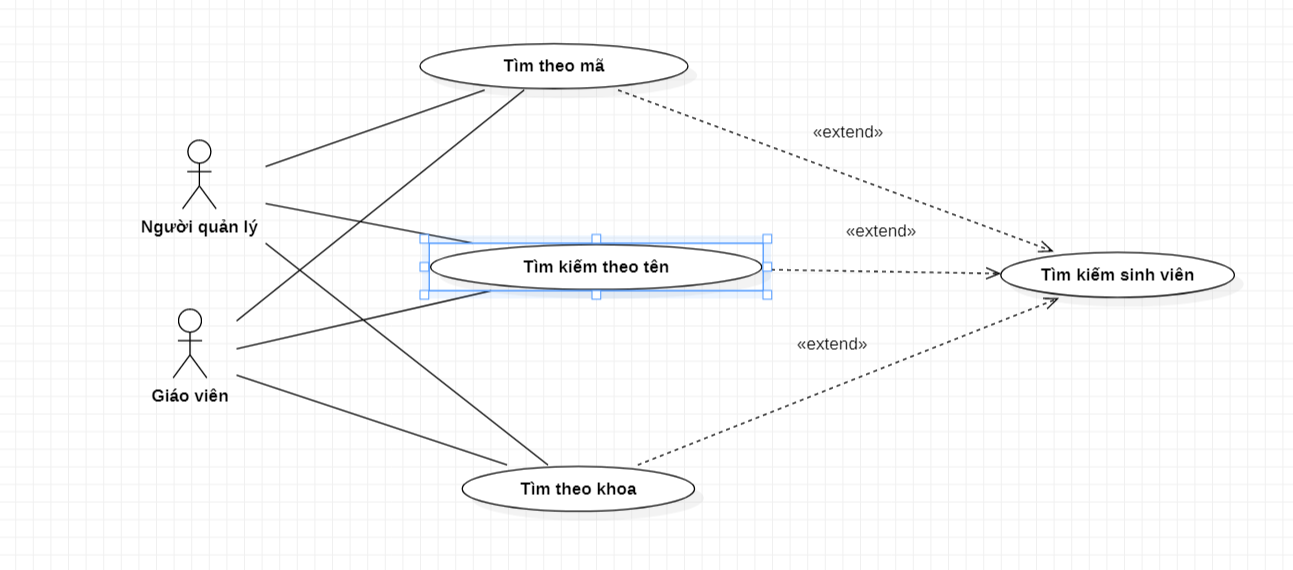 Tìm theo mã
«extend»
Người quản lý
«extend»
Tìm kiếm theo tên
Tìm kiếm sinh viên
«extend»
Giáo viên
Tìm theo khoa